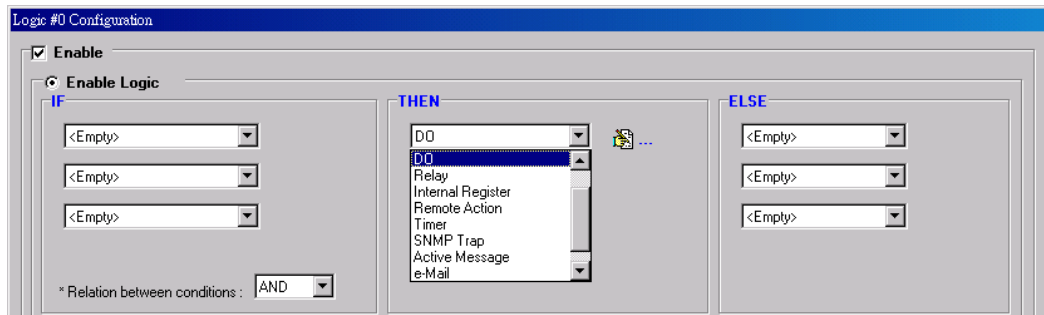 Logic #0 Configuration
Enable
Enable Logic
IF
<Empty>
<Empty>
<Empty>
* Relation between conditions : AND
THEN
DO
...
DO
Relay
Internal Register
Remote Action
Timer
SNMP Trap
Active Message
e-Mail
ELSE
<Empty>
<Empty>
<Empty>